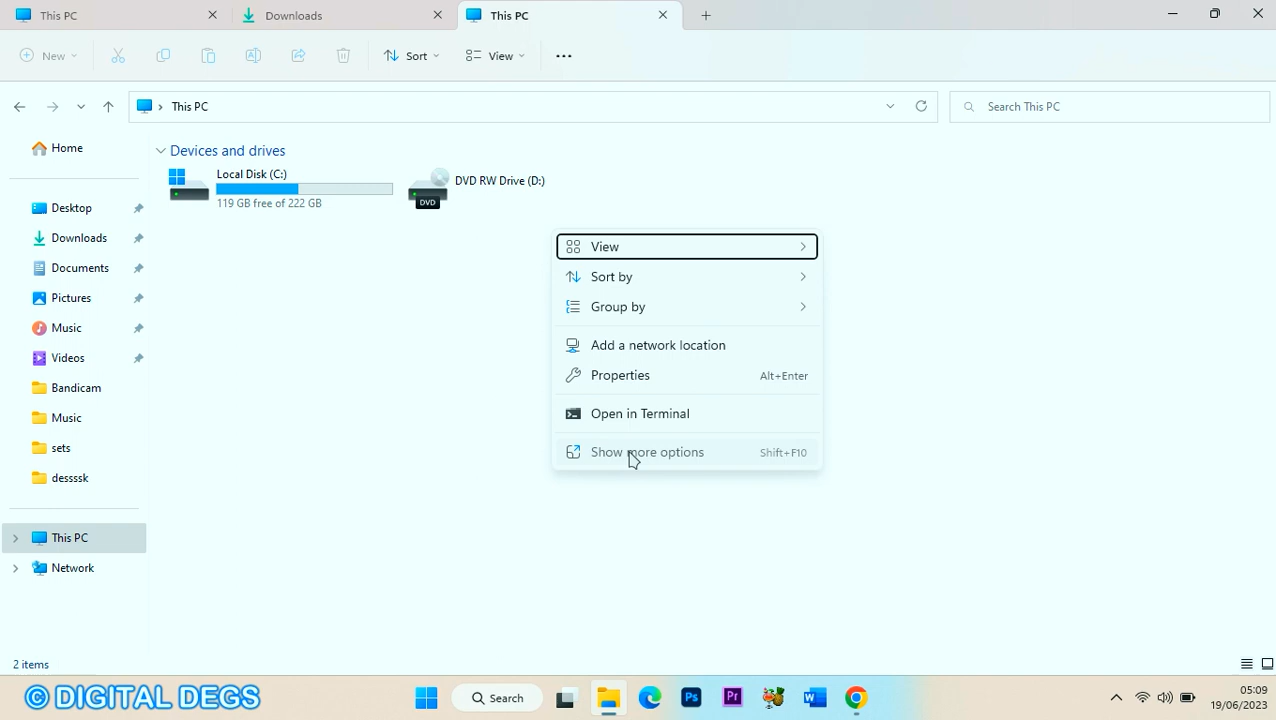 This PC
Downloads
This PC
New
Sort
View
This PC
Search This PC
Home
Devices and drives
Local Disk (C:)
119 GB free of 222 GB
DVD RW Drive (D:)
DVD
Desktop
Downloads
Documents
Pictures
Music
Videos
Bandicam
Music
sets
desssk
This PC
Network
View
Sort by
Group by
Add a network location
Properties Alt+Enter
Open in Terminal
Show more options Shift+F10
2 items
© DIGITAL DEGS
Search
Ps
Pr
W
05:09
19/06/2023